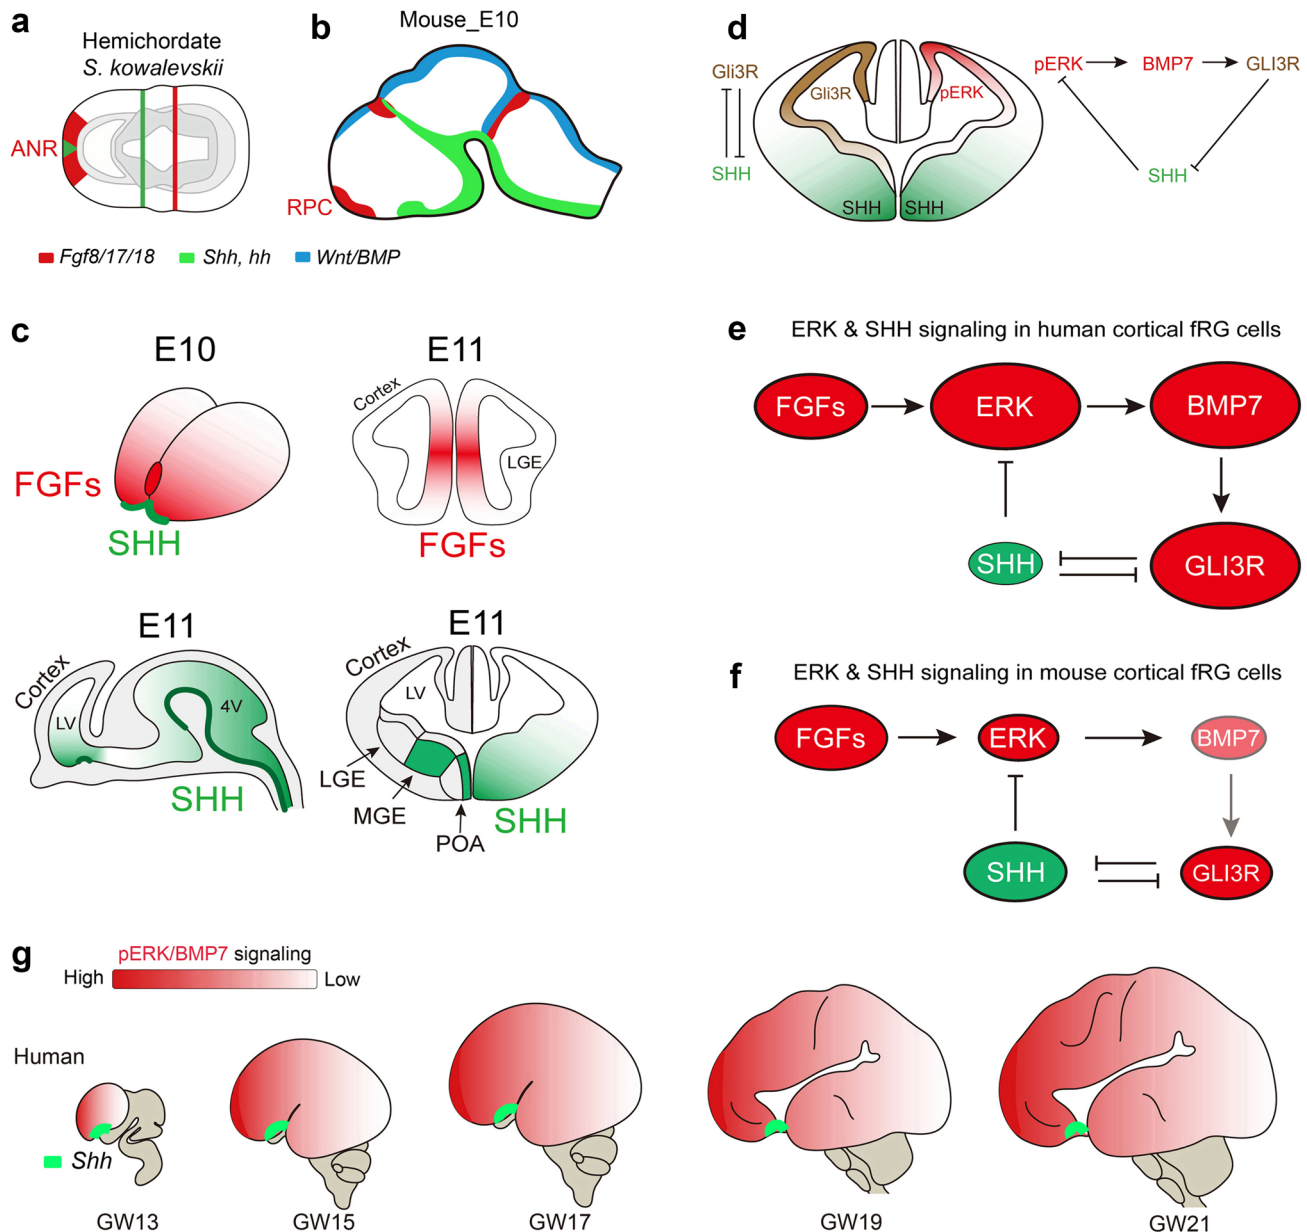 a
Hemichordate
S. kowalevskii
ANR
b
Mouse_E10
RPC
Fgf8/17/18
Shh, hh
Wnt/BMP
c
E10
FGFs
SHH
E11
Cortex
LGE
FGFs
E11
Cortex
LV
4V
SHH
E11
Cortex
LV
LGE
MGE
POA
SHH
d
Gli3R
SHH
Gli3R
pERK
SHH
SHH
pERK
BMP7
GLI3R
SHH
e
ERK & SHH signaling in human cortical fRG cells
FGFs
ERK
BMP7
SHH
GLI3R
f
ERK & SHH signaling in mouse cortical fRG cells
FGFs
ERK
BMP7
SHH
GLI3R
g
pERK/BMP7 signaling
High
Low
Human
Shh
GW13
GW15
GW17
GW19
GW21